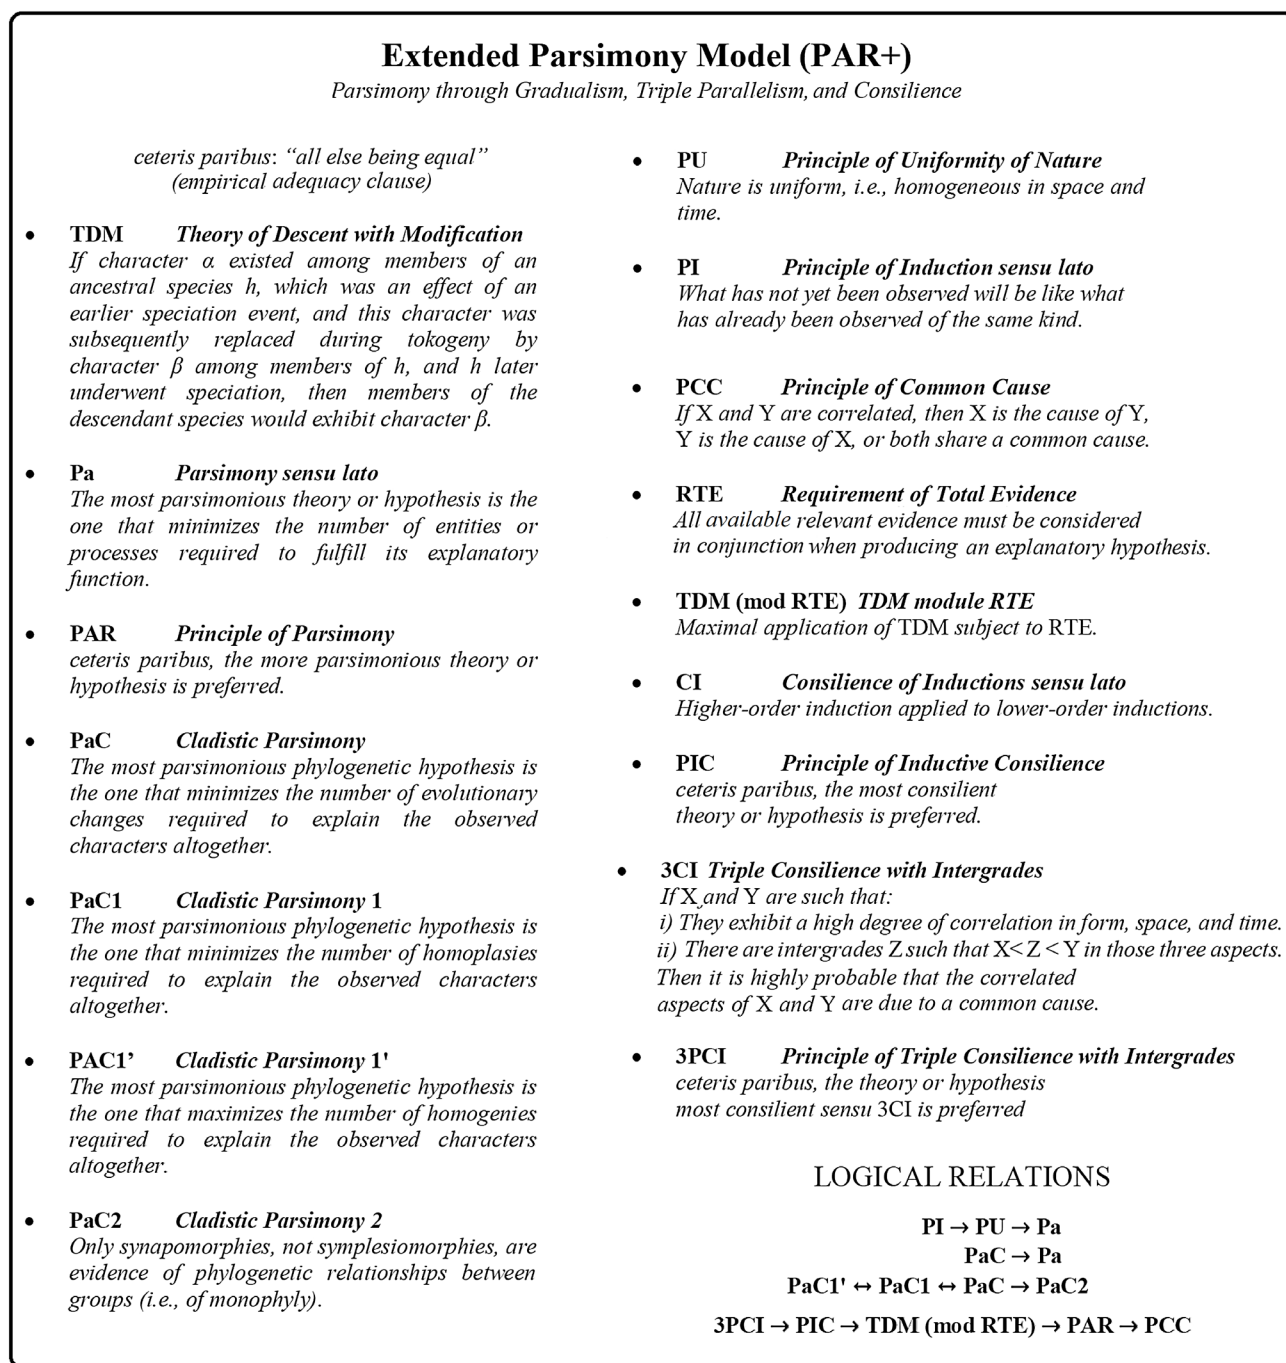 Extended Parsimony Model (PAR+)
Parsimony through Gradualism, Triple Parallelism, and Consilience
ceteris paribus: “all else being equal”
(empirical adequacy clause)
• TDM Theory of Descent with Modification
If character α existed among members of an
ancestral species h, which was an effect of an
earlier speciation event, and this character was
subsequently replaced during tokogeny by
character β among members of h, and h later
underwent speciation, then members of the
descendant species would exhibit character β.
• Pa Parsimony sensu lato
The most parsimonious theory or hypothesis is the
one that minimizes the number of entities or
processes required to fulfill its explanatory
function.
• PAR Principle of Parsimony
ceteris paribus, the more parsimonious theory or
hypothesis is preferred.
• PaC Cladistic Parsimony
The most parsimonious phylogenetic hypothesis is
the one that minimizes the number of evolutionary
changes required to explain the observed
characters altogether.
• PaC1 Cladistic Parsimony 1
The most parsimonious phylogenetic hypothesis is
the one that minimizes the number of homoplasies
required to explain the observed characters
altogether.
• PAC1’ Cladistic Parsimony 1'
The most parsimonious phylogenetic hypothesis is
the one that maximizes the number of homogenies
required to explain the observed characters
altogether.
• PaC2 Cladistic Parsimony 2
Only synapomorphies, not symplesiomorphies, are
evidence of phylogenetic relationships between
groups (i.e., of monophyly).
• PU Principle of Uniformity of Nature
Nature is uniform, i.e., homogeneous in space and
time.
• PI Principle of Induction sensu lato
What has not yet been observed will be like what
has already been observed of the same kind.
• PCC Principle of Common Cause
If X and Y are correlated, then X is the cause of Y,
Y is the cause of X, or both share a common cause.
• RTE Requirement of Total Evidence
All available relevant evidence must be considered
in conjunction when producing an explanatory hypothesis.
• TDM (mod RTE) TDM module RTE
Maximal application of TDM subject to RTE.
• CI Consilience of Inductions sensu lato
Higher-order induction applied to lower-order inductions.
• PIC Principle of Inductive Consilience
ceteris paribus, the most consilient
theory or hypothesis is preferred.
• 3CI Triple Consilience with Intergrades
If X and Y are such that:
i) They exhibit a high degree of correlation in form, space, and time.
ii) There are intergrades Z such that X< Z < Y in those three aspects.
Then it is highly probable that the correlated
aspects of X and Y are due to a common cause.
• 3PCI Principle of Triple Consilience with Intergrades
ceteris paribus, the theory or hypothesis
most consilient sensu 3CI is preferred
LOGICAL RELATIONS
PI → PU → Pa
PaC → Pa
PaC1' ↔ PaC1 ↔ PaC → PaC2
3PCI → PIC → TDM (mod RTE) → PAR → PCC